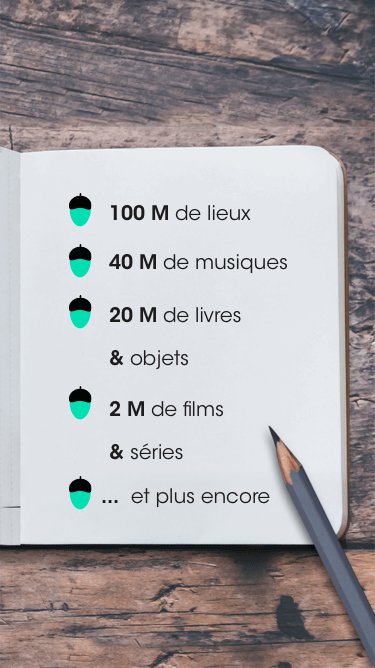 100 M de lieux
40 M de musiques
20 M de livres
& objets
2 M de films
& séries
... et plus encore